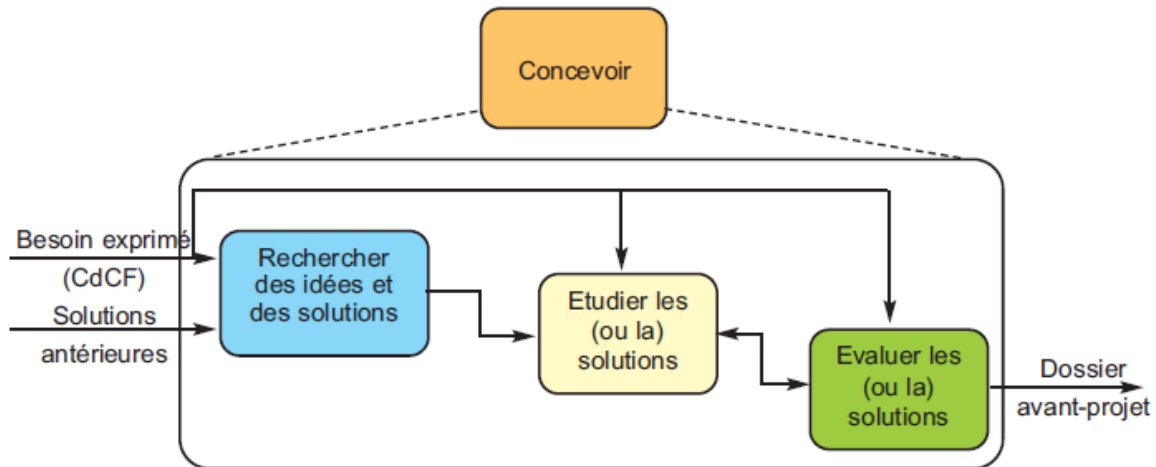 Concevoir
Besoin exprimé
(CdCF)
Solutions
antérieures
Rechercher
des idées et
des solutions
Etudier les
(ou la)
solutions
Evaluer les
(ou la)
solutions
Dossier
avant-projet